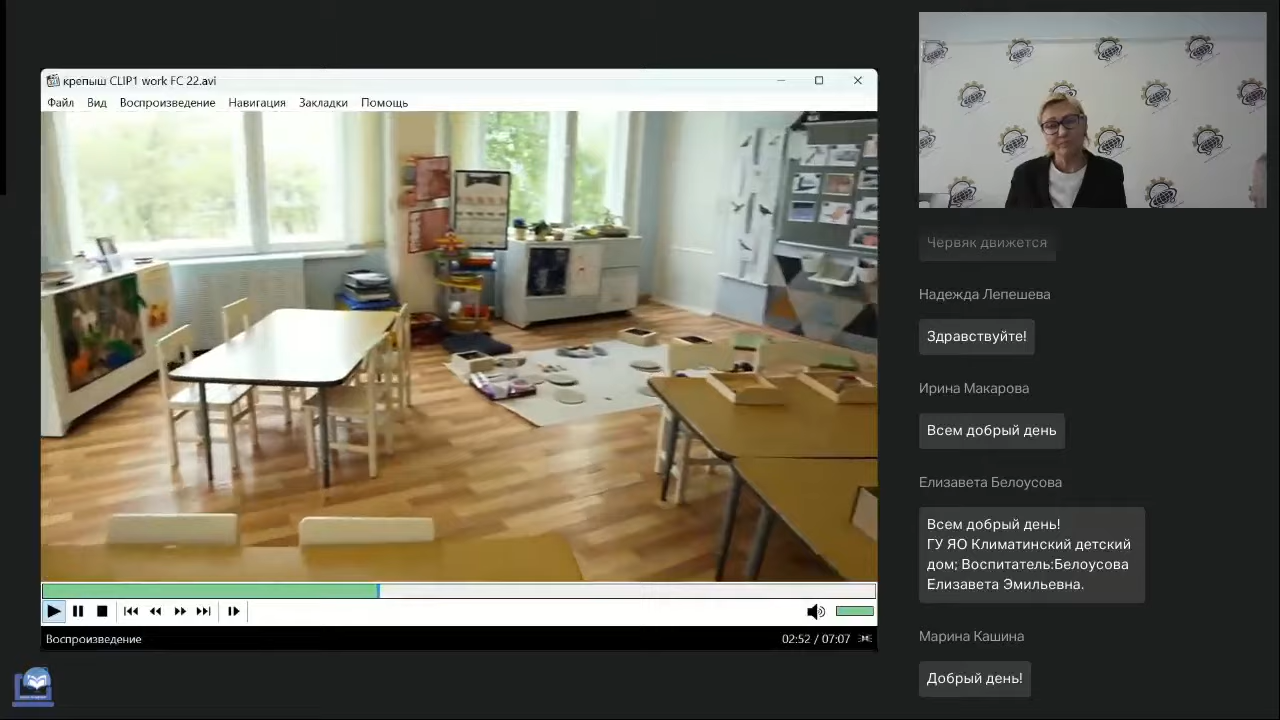 крепыш CLIP1 work FC 22.avi
Файл Вид Воспроизведение Навигация Закладки Помощь
Воспроизведение
02:52 / 07:07
Червяк движется
Надежда Лепешева
Здравствуйте!
Ирина Макарова
Всем добрый день
Елизавета Белоусова
Всем добрый день!
ГУ ЯО Климатинский детский
дом; Воспитатель:Белоусова
Елизавета Эмильевна.
Марина Кашина
Добрый день!